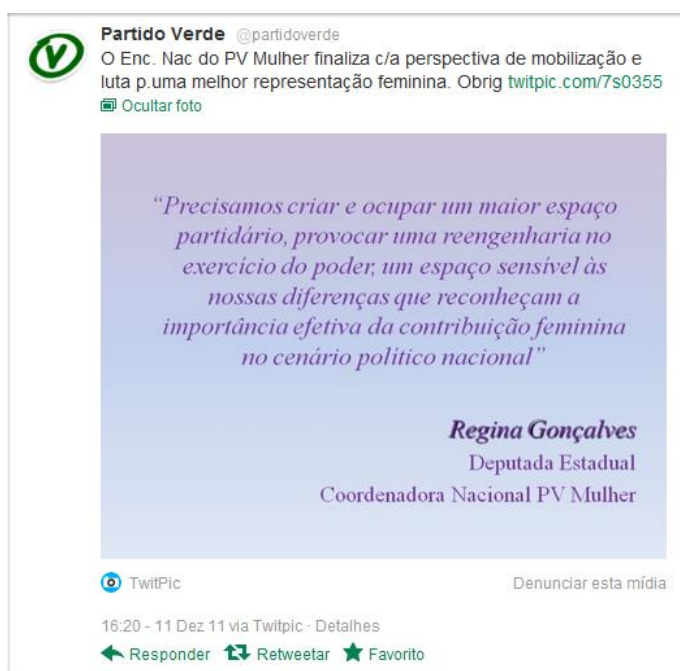 Partido Verde @partidoverde
O Enc. Nac do PV Mulher finaliza c/a perspectiva de mobilização e
luta p.uma melhor representação feminina. Obrig twitpic.com/7s0355
Ocultar foto
“Precisamos criar e ocupar um maior espaço
partidário, provocar uma reengenharia no
exercício do poder, um espaço sensível às
nossas diferenças que reconheçam a
importância efetiva da contribuição feminina
no cenário político nacional”
Regina Gonçalves
Deputada Estadual
Coordenadora Nacional PV Mulher
TwitPic Denunciar esta mídia
16:20 - 11 Dez 11 via Twitpic · Detalhes
Responder Retweetar Favorito